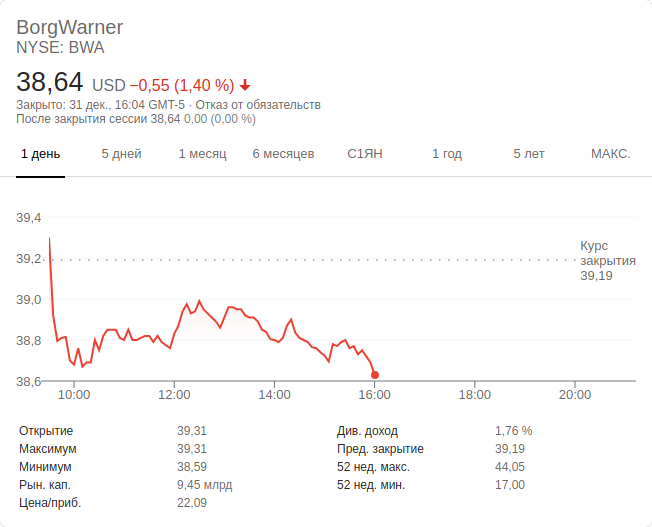 BorgWarner
NYSE: BWA
38,64 USD −0,55 (1,40 %)
Закрыто: 31 дек., 16:04 GMT-5 · Отказ от обязательств
После закрытия сессии 38,64 0,00 (0,00 %)
1 день 5 дней 1 месяц 6 месяцев С1ЯН 1 год 5 лет МАКС.
39,4
Курс
39,2 закрытия
39,19
39,0
38,8
38,6
10:00 12:00 14:00 16:00 18:00 20:00
Открытие 39,31 Див. доход 1,76 %
Максимум 39,31 Пред. закрытие 39,19
Минимум 38,59 52 нед. макс. 44,05
Рын. кап. 9,45 млрд 52 нед. мин. 17,00
Цена/приб. 22,09